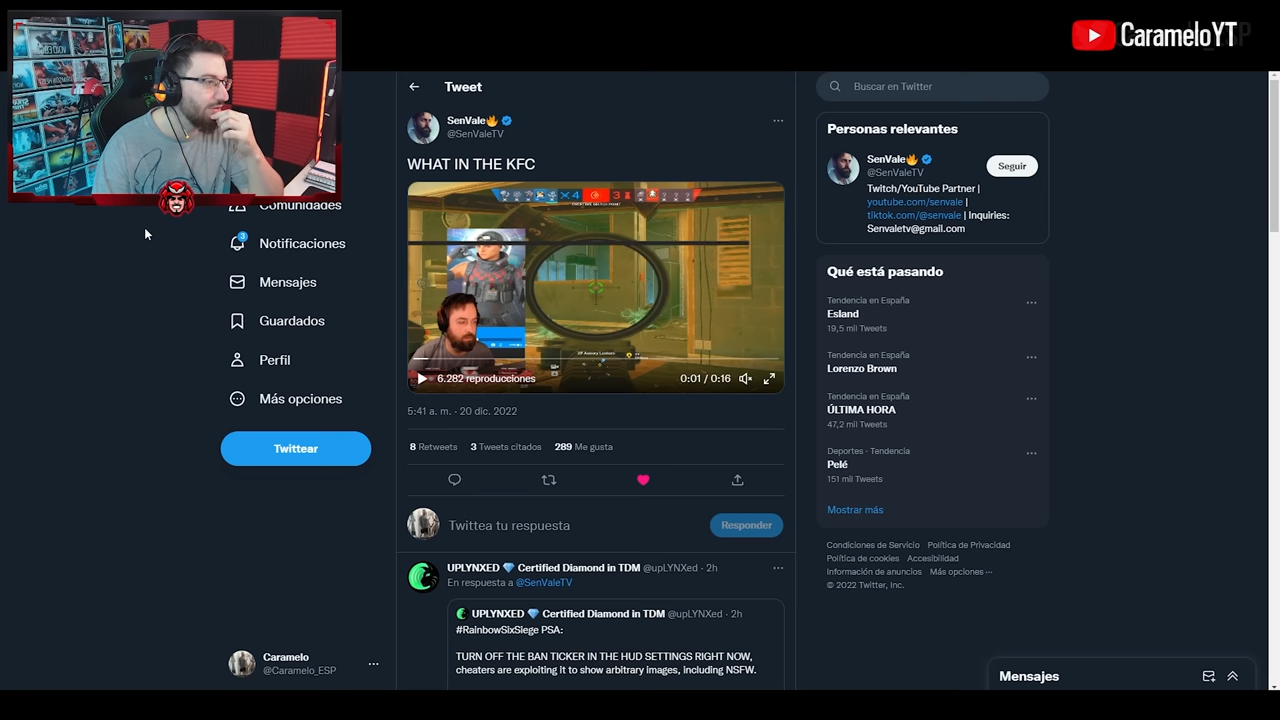 CarameloYT
Tweet
Buscar en Twitter
SenVale🔥
@SenValeTV
WHAT IN THE KFC
4
3
6.282 reproducciones
0:01 / 0:16
5:41 a. m. · 20 dic. 2022
8 Retweets 3 Tweets citados 289 Me gusta
Twittea tu respuesta
Responder
UPLYNXED 💎 Certified Diamond in TDM @upLYNXed · 2h
En respuesta a @SenValeTV
UPLYNXED 💎 Certified Diamond in TDM @upLYNXed · 2h
#RainbowSixSiege PSA:
TURN OFF THE BAN TICKER IN THE HUD SETTINGS RIGHT NOW,
cheaters are exploiting it to show arbitrary images, including NSFW.
Comunidades
3
Notificaciones
Mensajes
Guardados
Perfil
Más opciones
Twittear
Caramelo
@Caramelo_ESP
Personas relevantes
SenVale🔥
@SenValeTV
Seguir
Twitch/YouTube Partner |
youtube.com/senvale |
tiktok.com/@senvale | Inquiries:
Senvaletv@gmail.com
Qué está pasando
Tendencia en España
Esland
19,5 mil Tweets
Tendencia en España
Lorenzo Brown
Tendencia en España
ÚLTIMA HORA
47,2 mil Tweets
Deportes · Tendencia
Pelé
151 mil Tweets
Mostrar más
Condiciones de Servicio Política de Privacidad
Política de cookies Accesibilidad
Información de anuncios Más opciones ···
© 2022 Twitter, Inc.
Mensajes